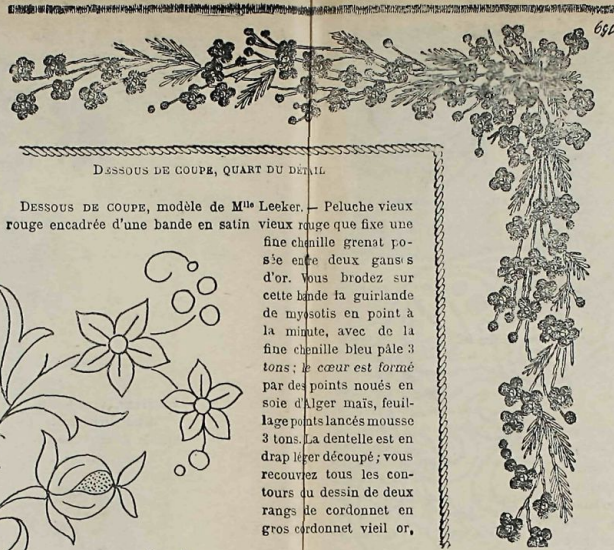 DESSOUS DE COUPE, QUART DU DÉTAIL
DESSOUS DE COUPE, modèle de Mlle Leeker. — Peluche vieux
rouge encadrée d'une bande en satin vieux rouge que fixe une
fine chenille grenat po-
sée entre deux ganses
d'or. Vous brodez sur
cette bande la guirlande
de myosotis en point à
la minute, avec de la
fine chenille bleu pâle 3
tons; le cœur est formé
par des points noués en
soie d'Alger maïs, feuil-
lage points lancés mousse
3 tons. La dentelle est en
drap léger découpé; vous
recouvrez tous les con-
tours du dessin de deux
rangs de cordonnet en
gros cordonnet vieil or,